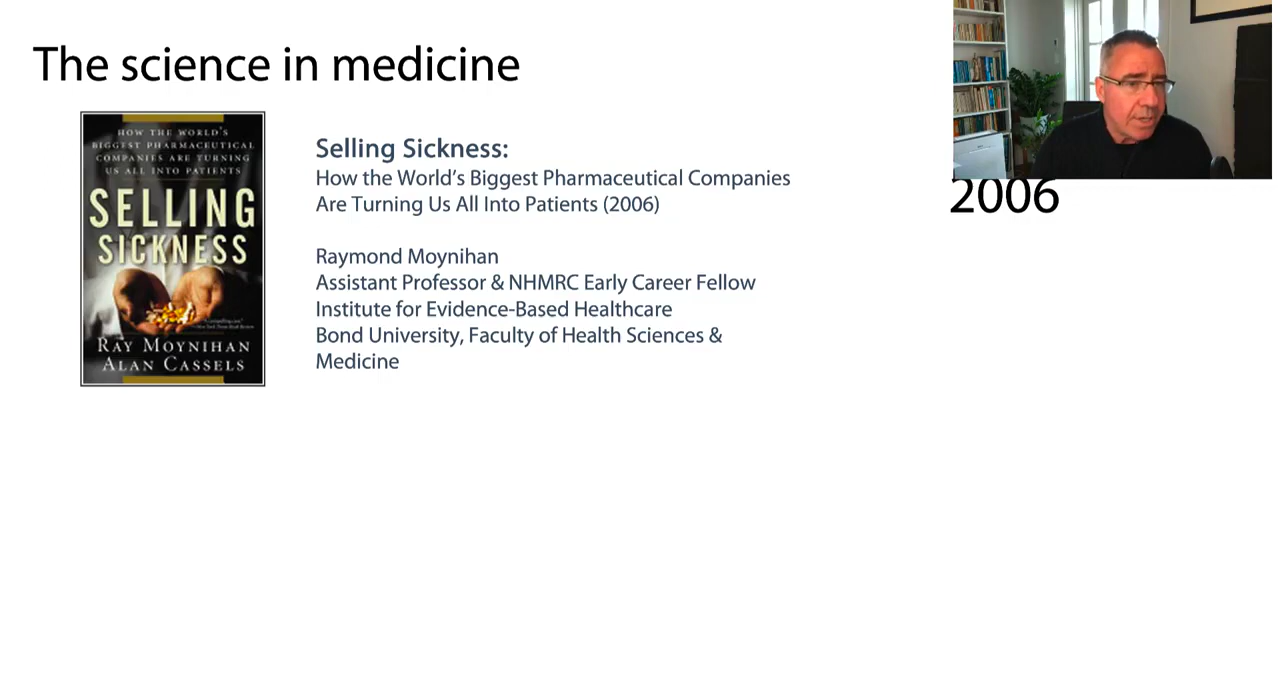 The science in medicine
HOW THE WORLD'S
BIGGEST PHARMACEUTICAL
COMPANIES ARE TURNING
US ALL INTO PATIENTS
SELLING
SICKNESS
RAY MOYNIHAN
ALAN CASSELS
Selling Sickness:
How the World's Biggest Pharmaceutical Companies
Are Turning Us All Into Patients (2006)
Raymond Moynihan
Assistant Professor & NHMRC Early Career Fellow
Institute for Evidence-Based Healthcare
Bond University, Faculty of Health Sciences &
Medicine
2006